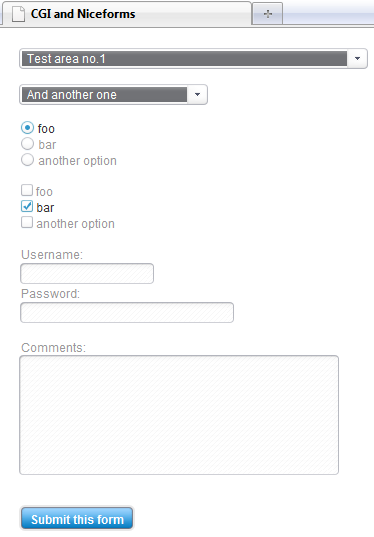 CGI and Niceforms
Test area no.1
And another one
foo
bar
another option
foo
bar
another option
Username:
Password:
Comments:
Submit this form